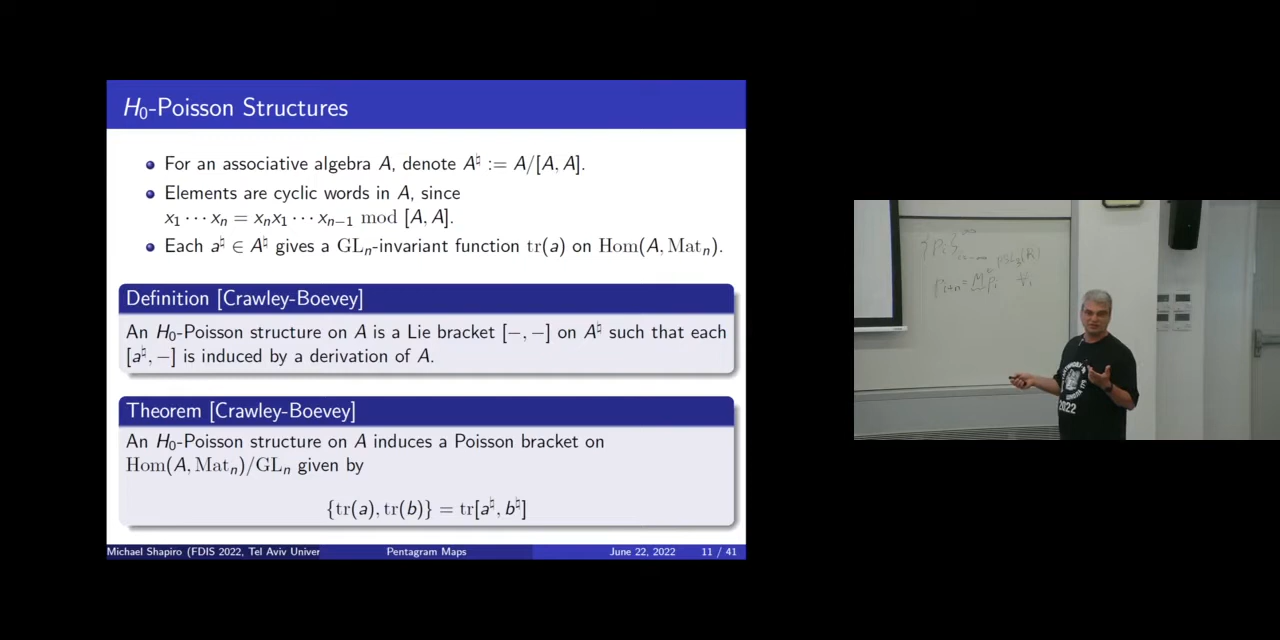 H₀-Poisson Structures
For an associative algebra A, denote A♮ := A/[A, A].
Elements are cyclic words in A, since
x₁ ⋯ xₙ = xₙx₁ ⋯ xₙ₋₁ mod [A, A].
Each a♮ ∈ A♮ gives a GLₙ-invariant function tr(a) on Hom(A, Matₙ).
Definition [Crawley-Boevey]
An H₀-Poisson structure on A is a Lie bracket [−, −] on A♮ such that each
[a♮, −] is induced by a derivation of A.
Theorem [Crawley-Boevey]
An H₀-Poisson structure on A induces a Poisson bracket on
Hom(A, Matₙ)/GLₙ given by
{tr(a), tr(b)} = tr[a♮, b♮]
Michael Shapiro (FDIS 2022, Tel Aviv Univer
Pentagram Maps
June 22, 2022
11 / 41
2022